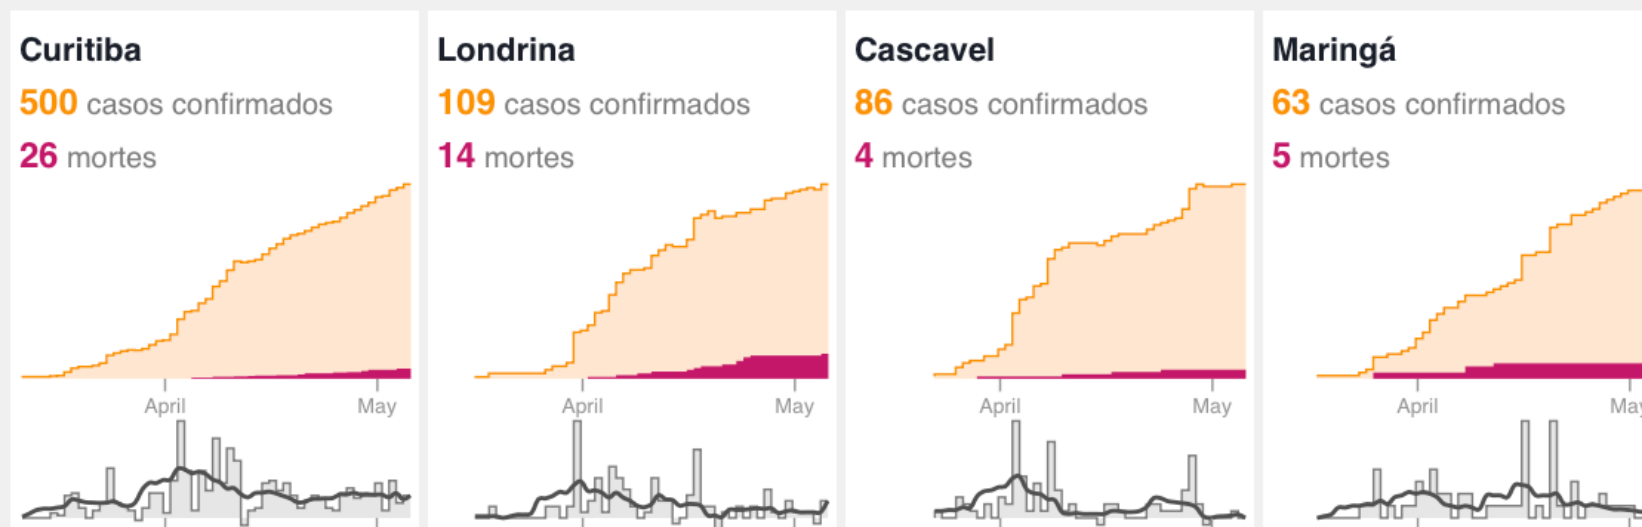 Curitiba
500 casos confirmados
26 mortes
April May
Londrina
109 casos confirmados
14 mortes
April May
Cascavel
86 casos confirmados
4 mortes
April May
Maringá
63 casos confirmados
5 mortes
April May